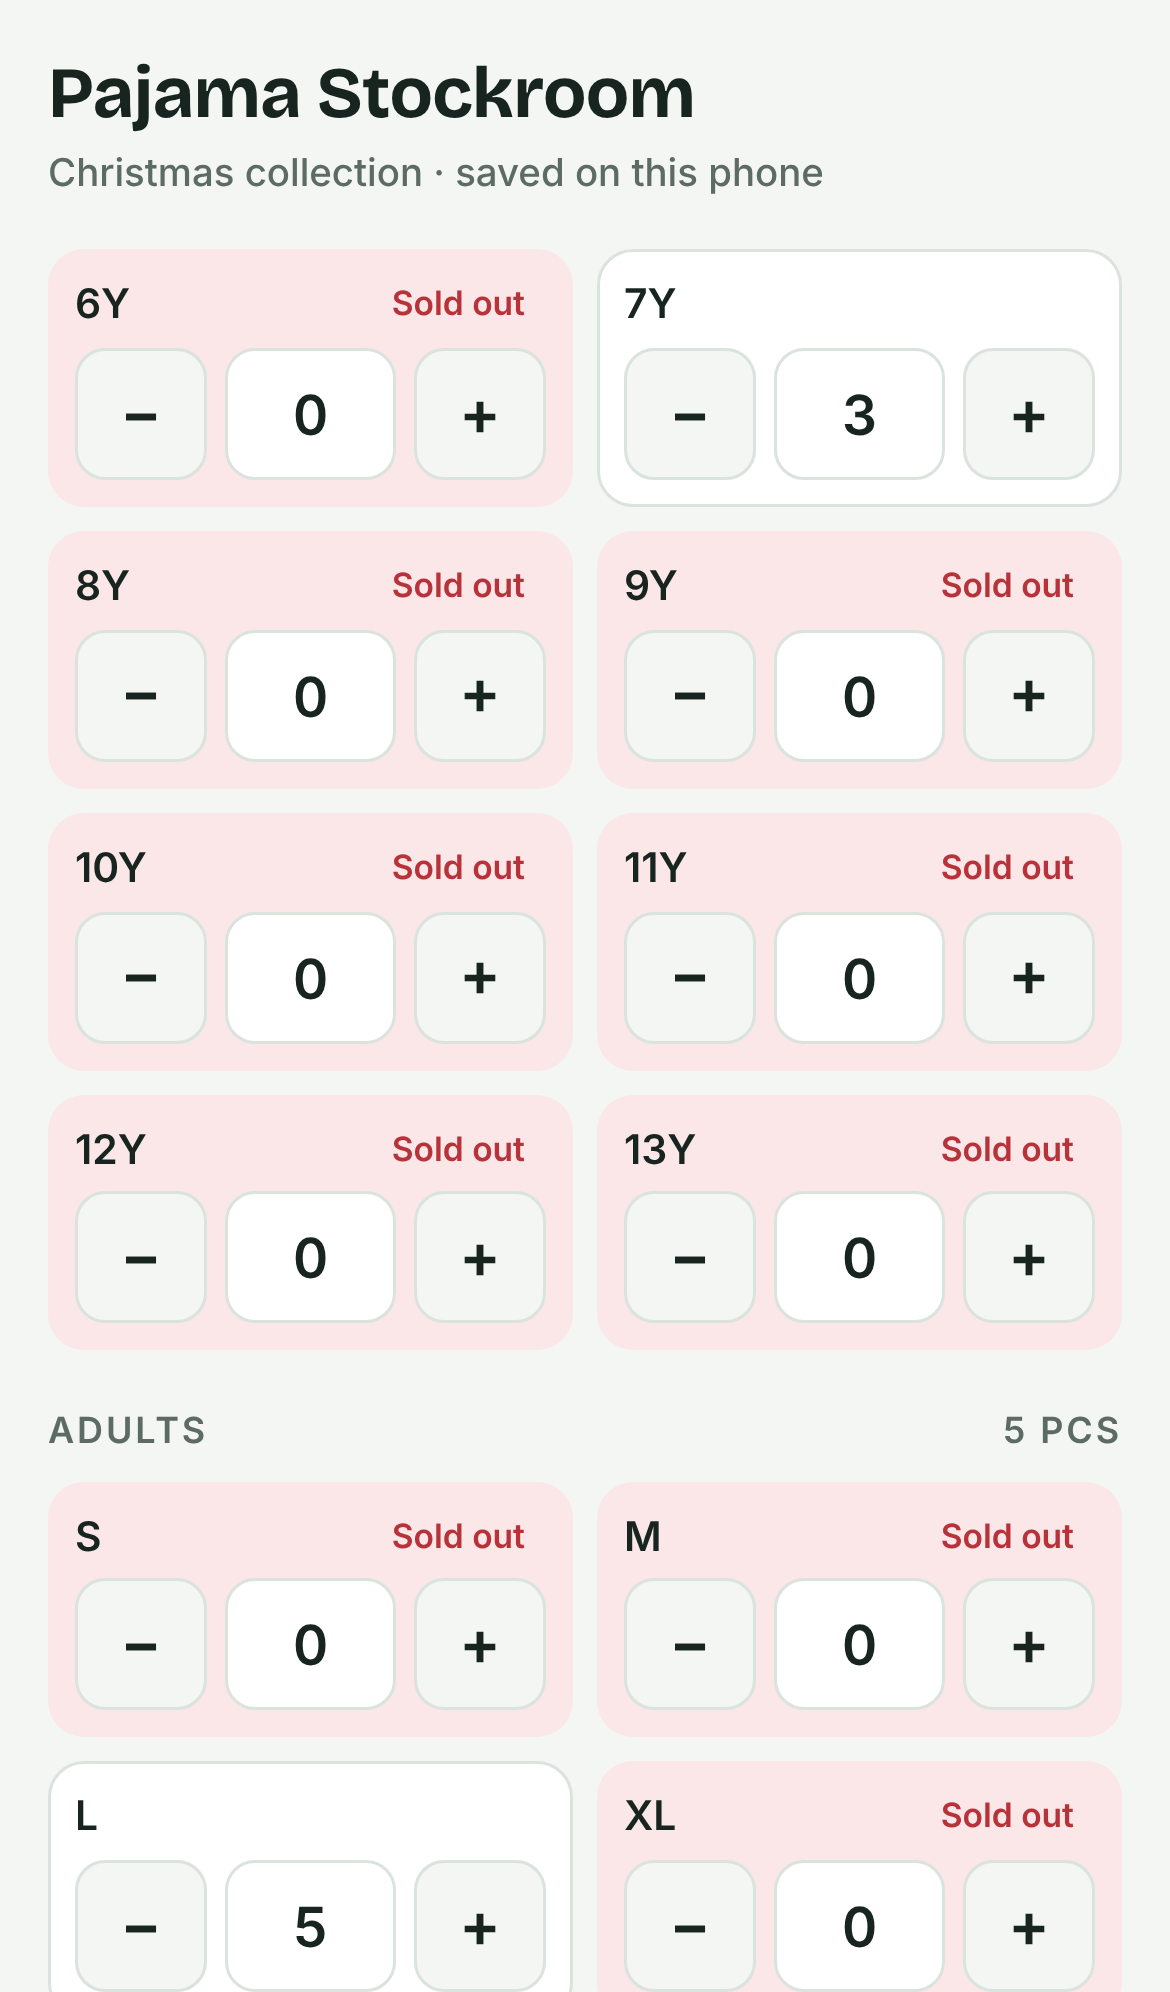 Pajama Stockroom
Christmas collection · saved on this phone
6Y Sold out
− 0 +
7Y
− 3 +
8Y Sold out
− 0 +
9Y Sold out
− 0 +
10Y Sold out
− 0 +
11Y Sold out
− 0 +
12Y Sold out
− 0 +
13Y Sold out
− 0 +
ADULTS 5 PCS
S Sold out
− 0 +
M Sold out
− 0 +
L
− 5 +
XL Sold out
− 0 +